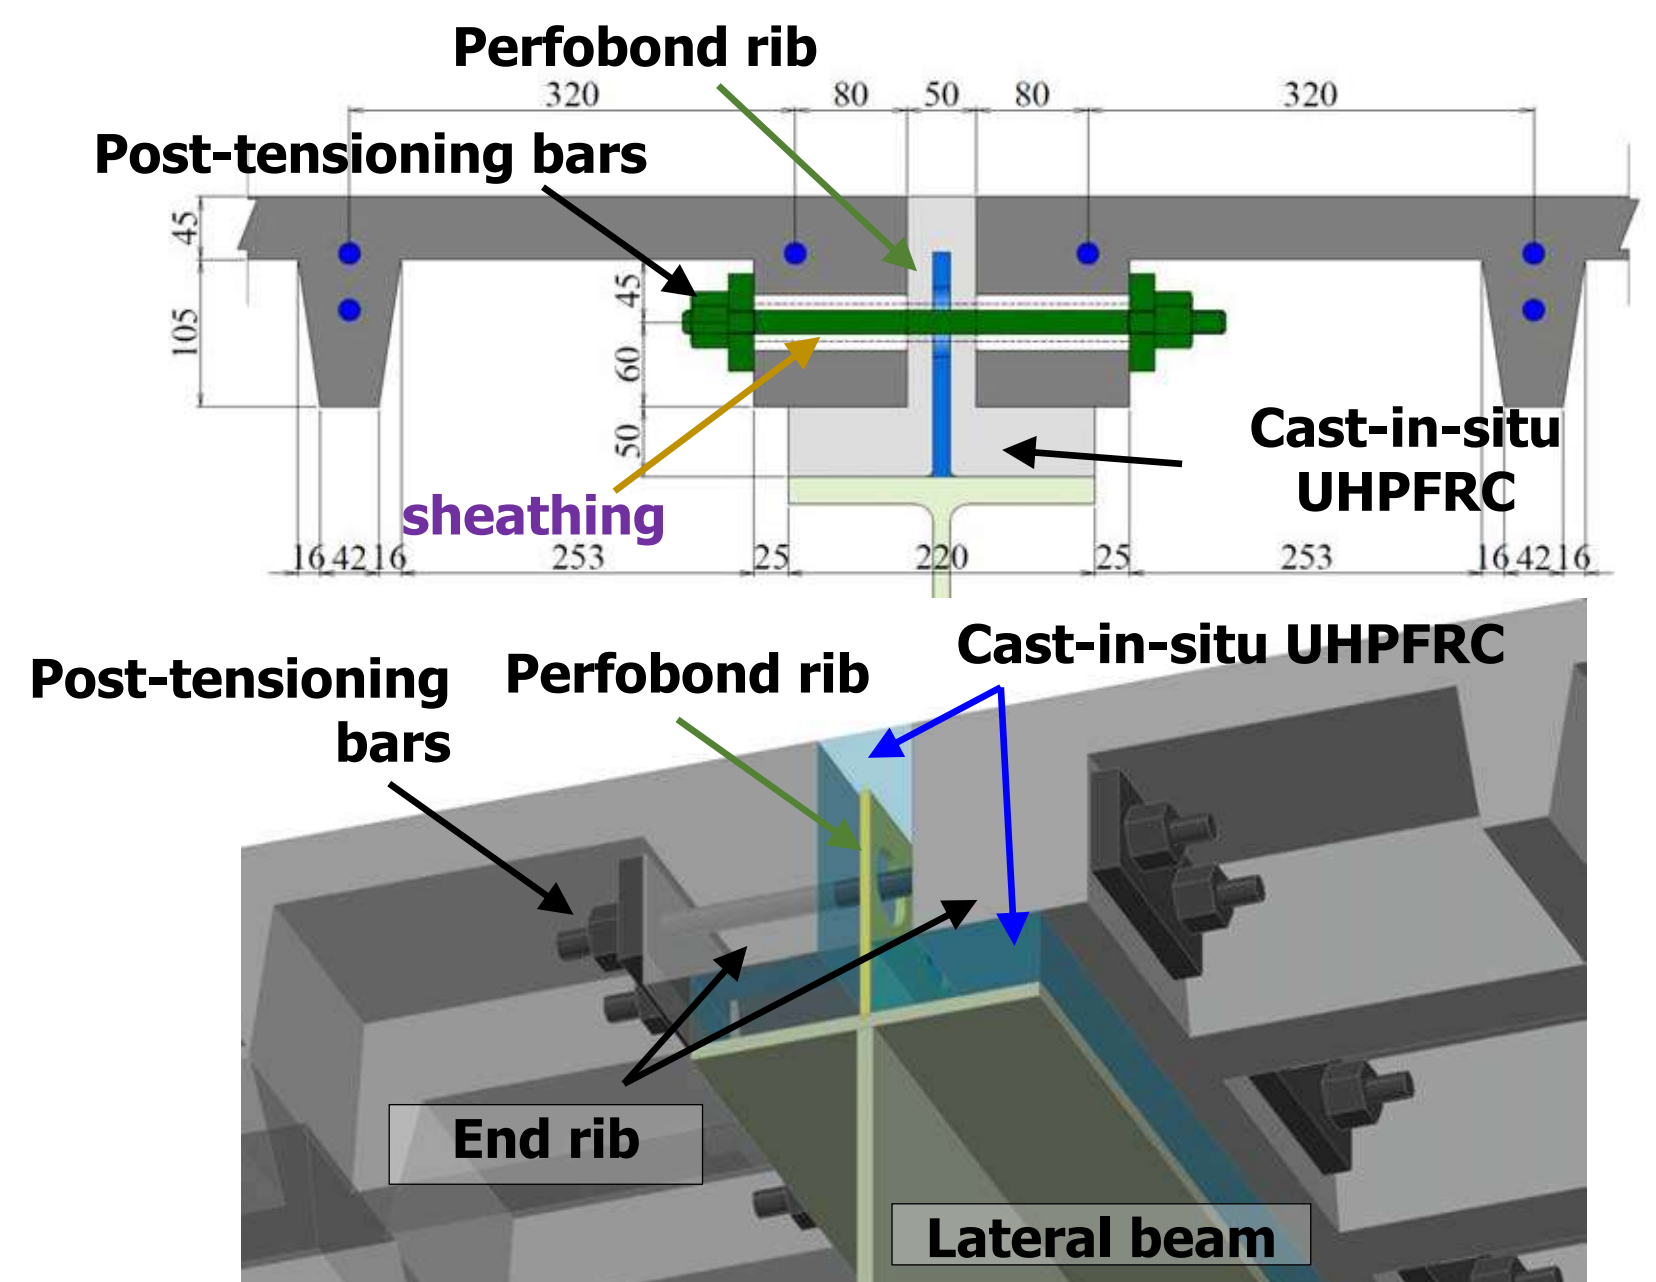 Perfobond rib
320 80 50 80 320
Post-tensioning bars
45
105
45
60
50
Cast-in-situ
UHPFRC
sheathing
16 42 16 253 25 220 25 253 16 42 16
Cast-in-situ UHPFRC
Post-tensioning
bars
Perfobond rib
End rib
Lateral beam